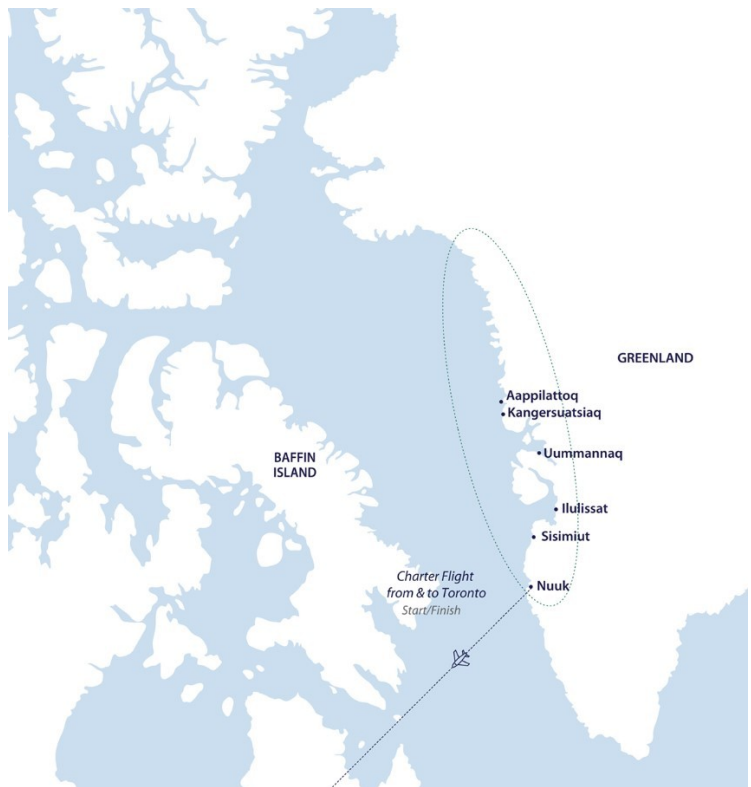 GREENLAND
Aappilattoq
Kangersuatsiaq
Uummannaq
BAFFIN
ISLAND
Ilulissat
Sisimiut
Charter Flight
from & to Toronto
Start/Finish
Nuuk